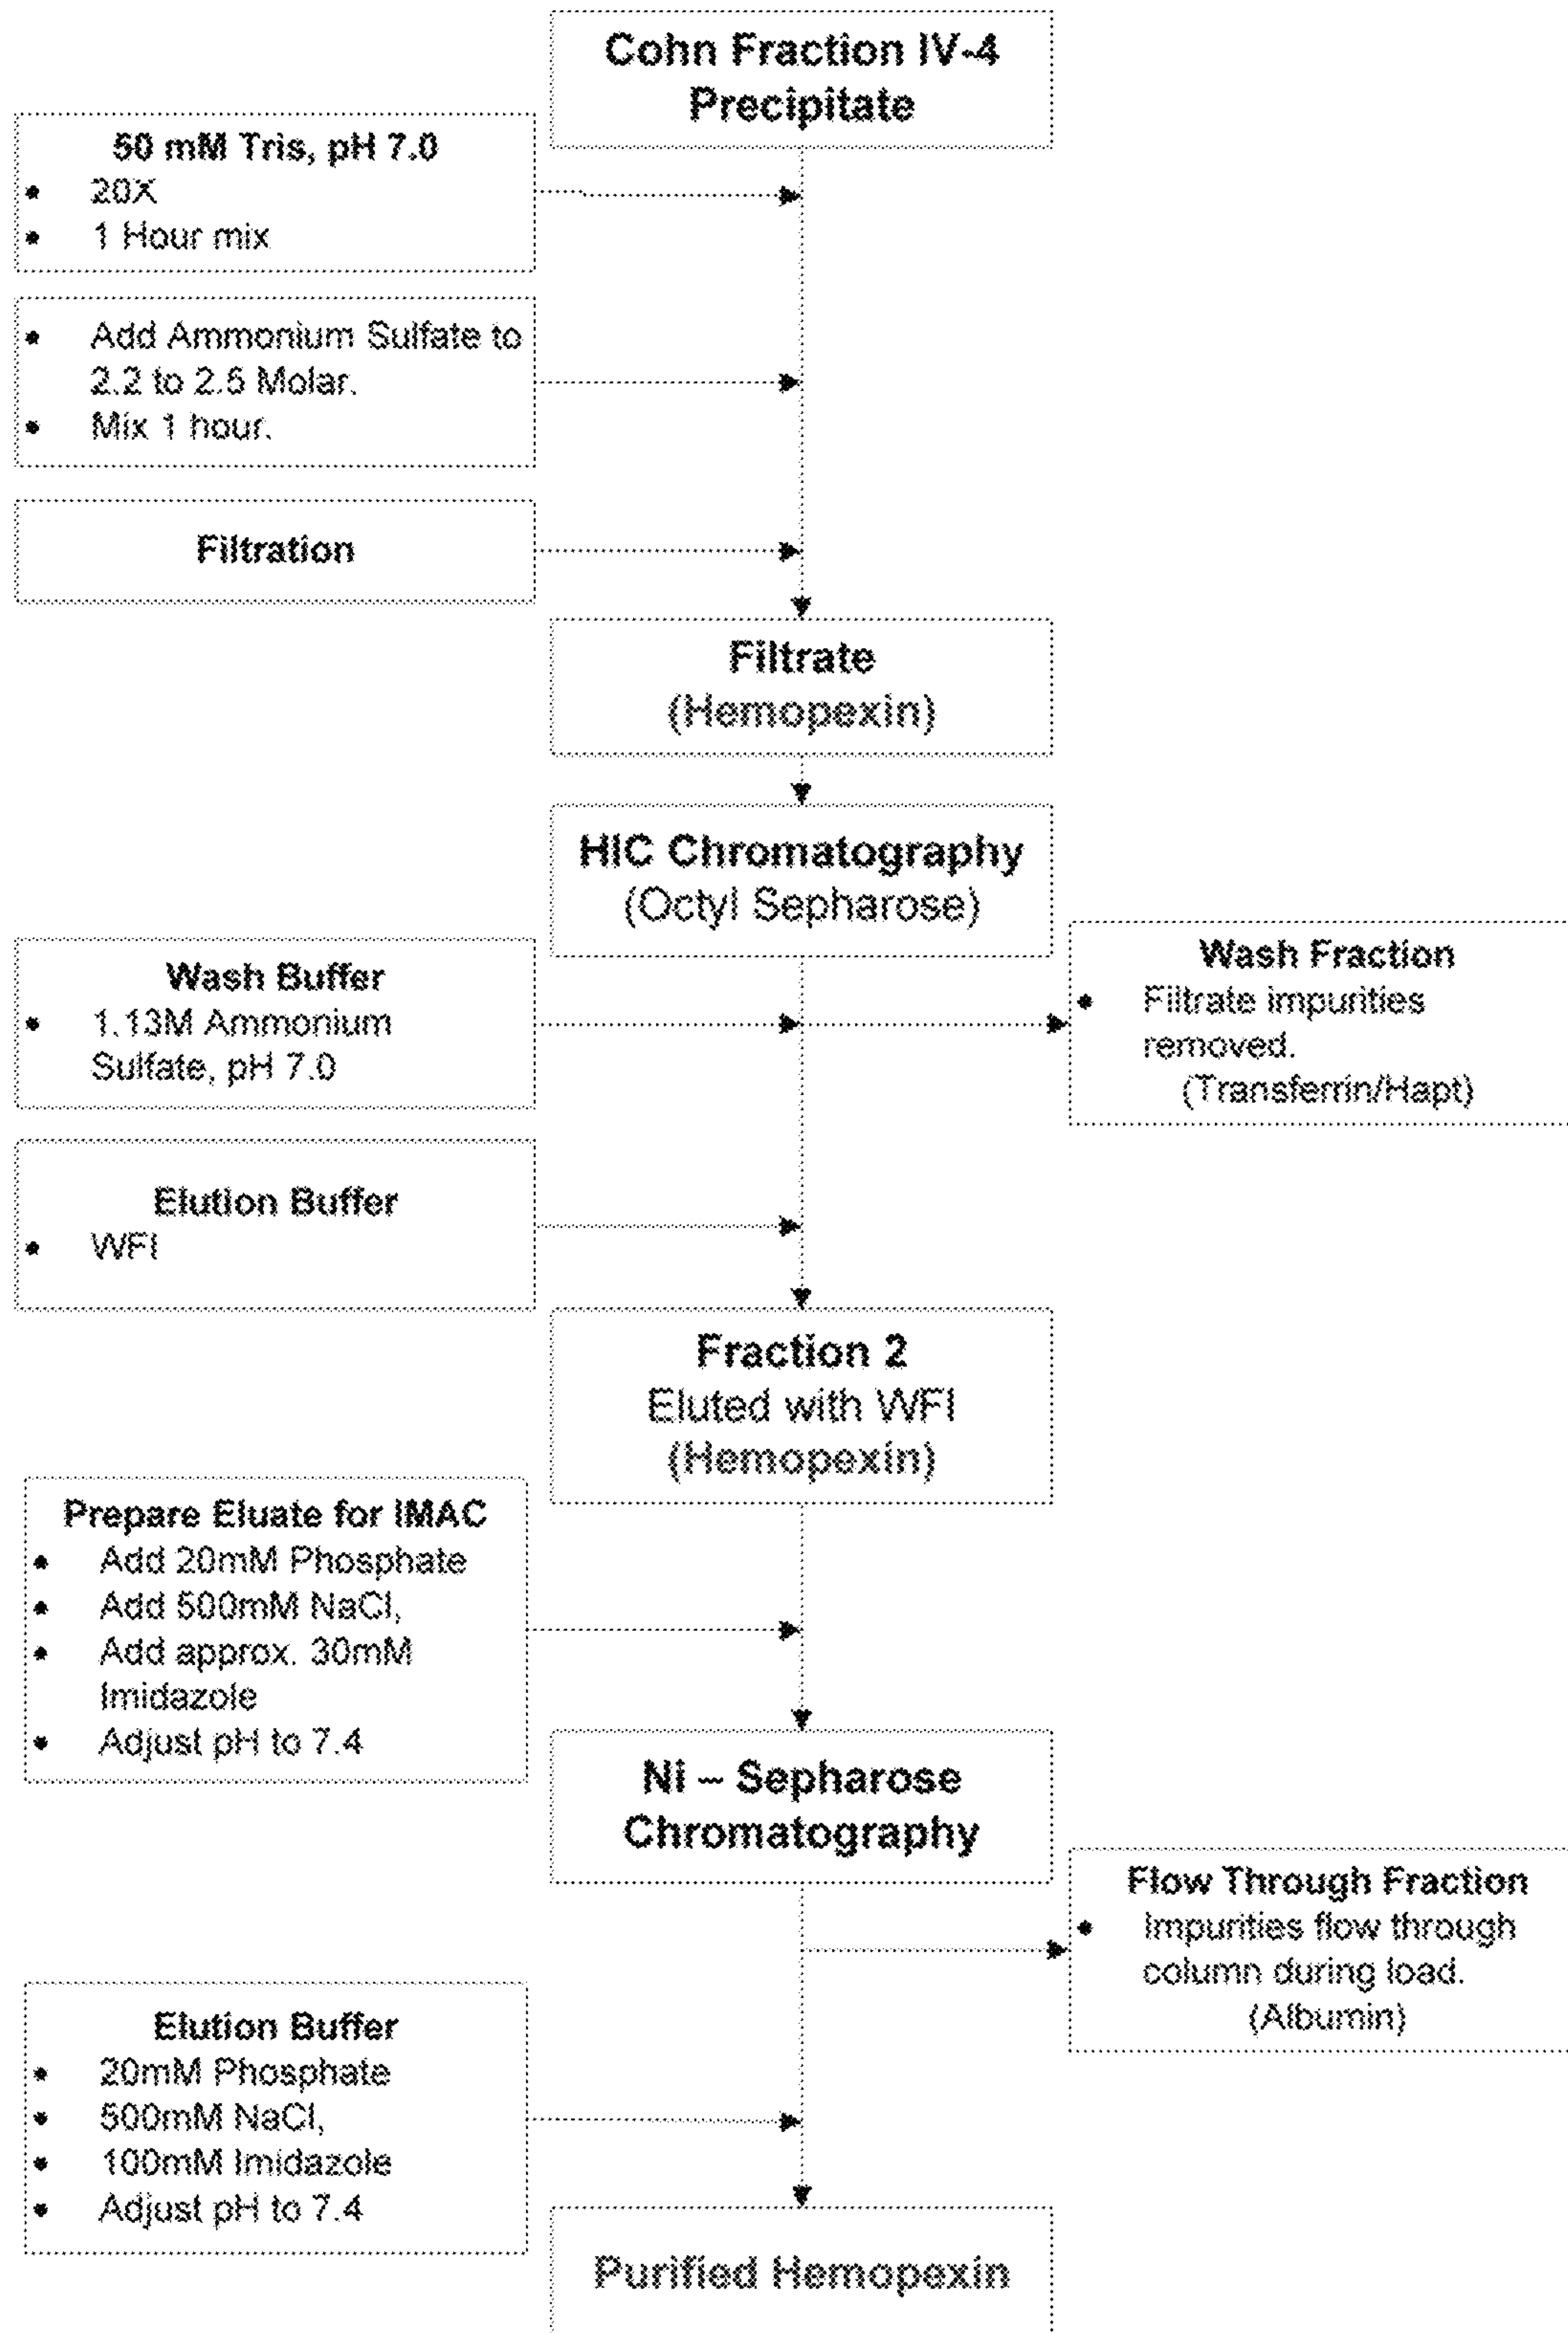 Cohn Fraction IV-4
Precipitate
50 mM Tris, pH 7.0
• 20X
• 1 Hour mix
• Add Ammonium Sulfate to
2.2 to 2.5 Molar.
• Mix 1 hour.
Filtration
Filtrate
(Hemopexin)
HIC Chromatography
(Octyl Sepharose)
Wash Buffer
• 1.13M Ammonium
Sulfate, pH 7.0
Wash Fraction
• Filtrate impurities
removed.
(Transferrin/Hapt)
Elution Buffer
• WFI
Fraction 2
Eluted with WFI
(Hemopexin)
Prepare Eluate for IMAC
• Add 20mM Phosphate
• Add 500mM NaCl,
• Add approx. 30mM
Imidazole
• Adjust pH to 7.4
Ni – Sepharose
Chromatography
Flow Through Fraction
• Impurities flow through
column during load.
(Albumin)
Elution Buffer
• 20mM Phosphate
• 500mM NaCl,
• 100mM Imidazole
• Adjust pH to 7.4
Purified Hemopexin